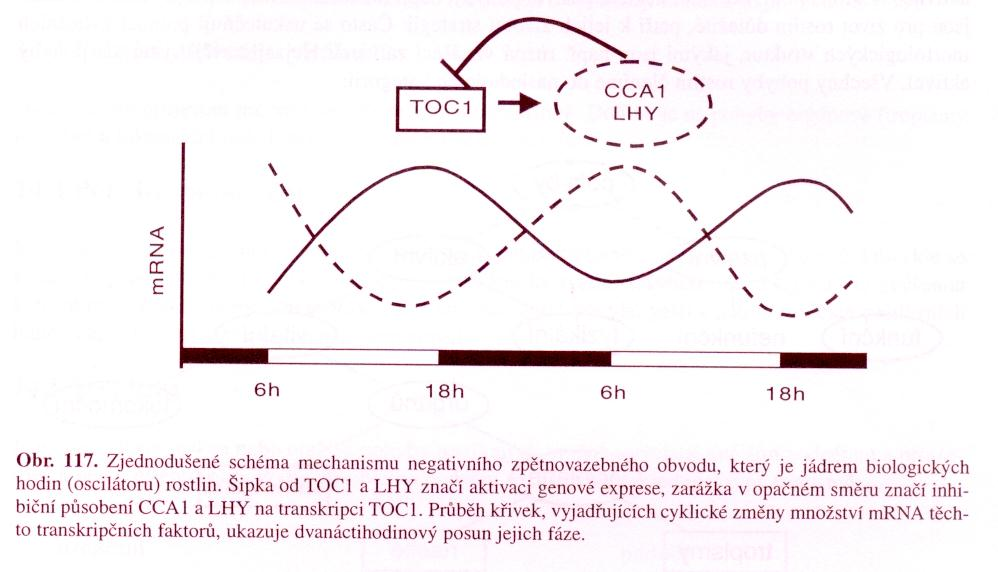 TOC1
CCA1
LHY
mRNA
6h
18h
6h
18h
Obr. 117. Zjednodušené schéma mechanismu negativního zpětnovazebného obvodu, který je jádrem biologických
hodin (oscilátoru) rostlin. Šipka od TOC1 a LHY značí aktivaci genové exprese, zarážka v opačném směru značí inhi-
biční působení CCA1 a LHY na transkripci TOC1. Průběh křivek, vyjadřujících cyklické změny množství mRNA těch-
to transkripčních faktorů, ukazuje dvanáctihodinový posun jejich fáze.